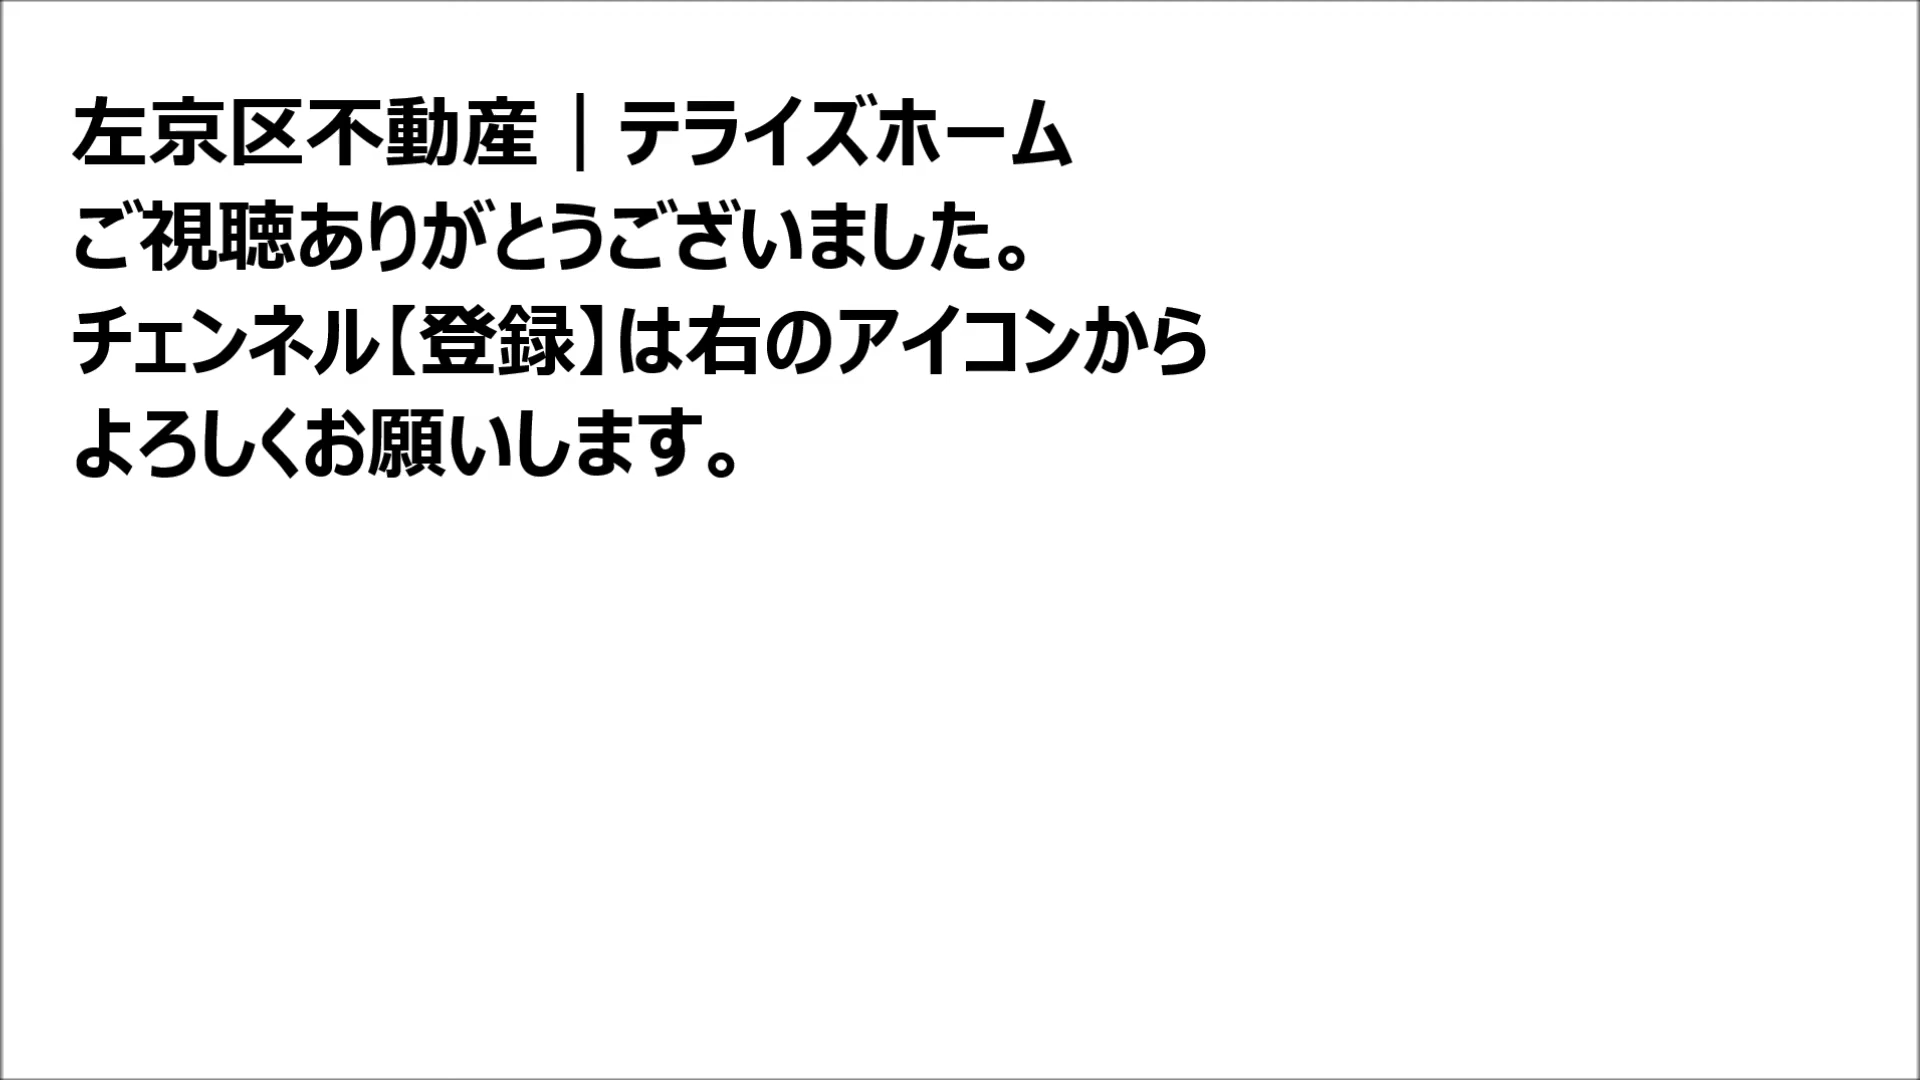 左京区不動産｜テライズホーム
ご視聴ありがとうございました。
チェンネル【登録】は右のアイコンから
よろしくお願いします。